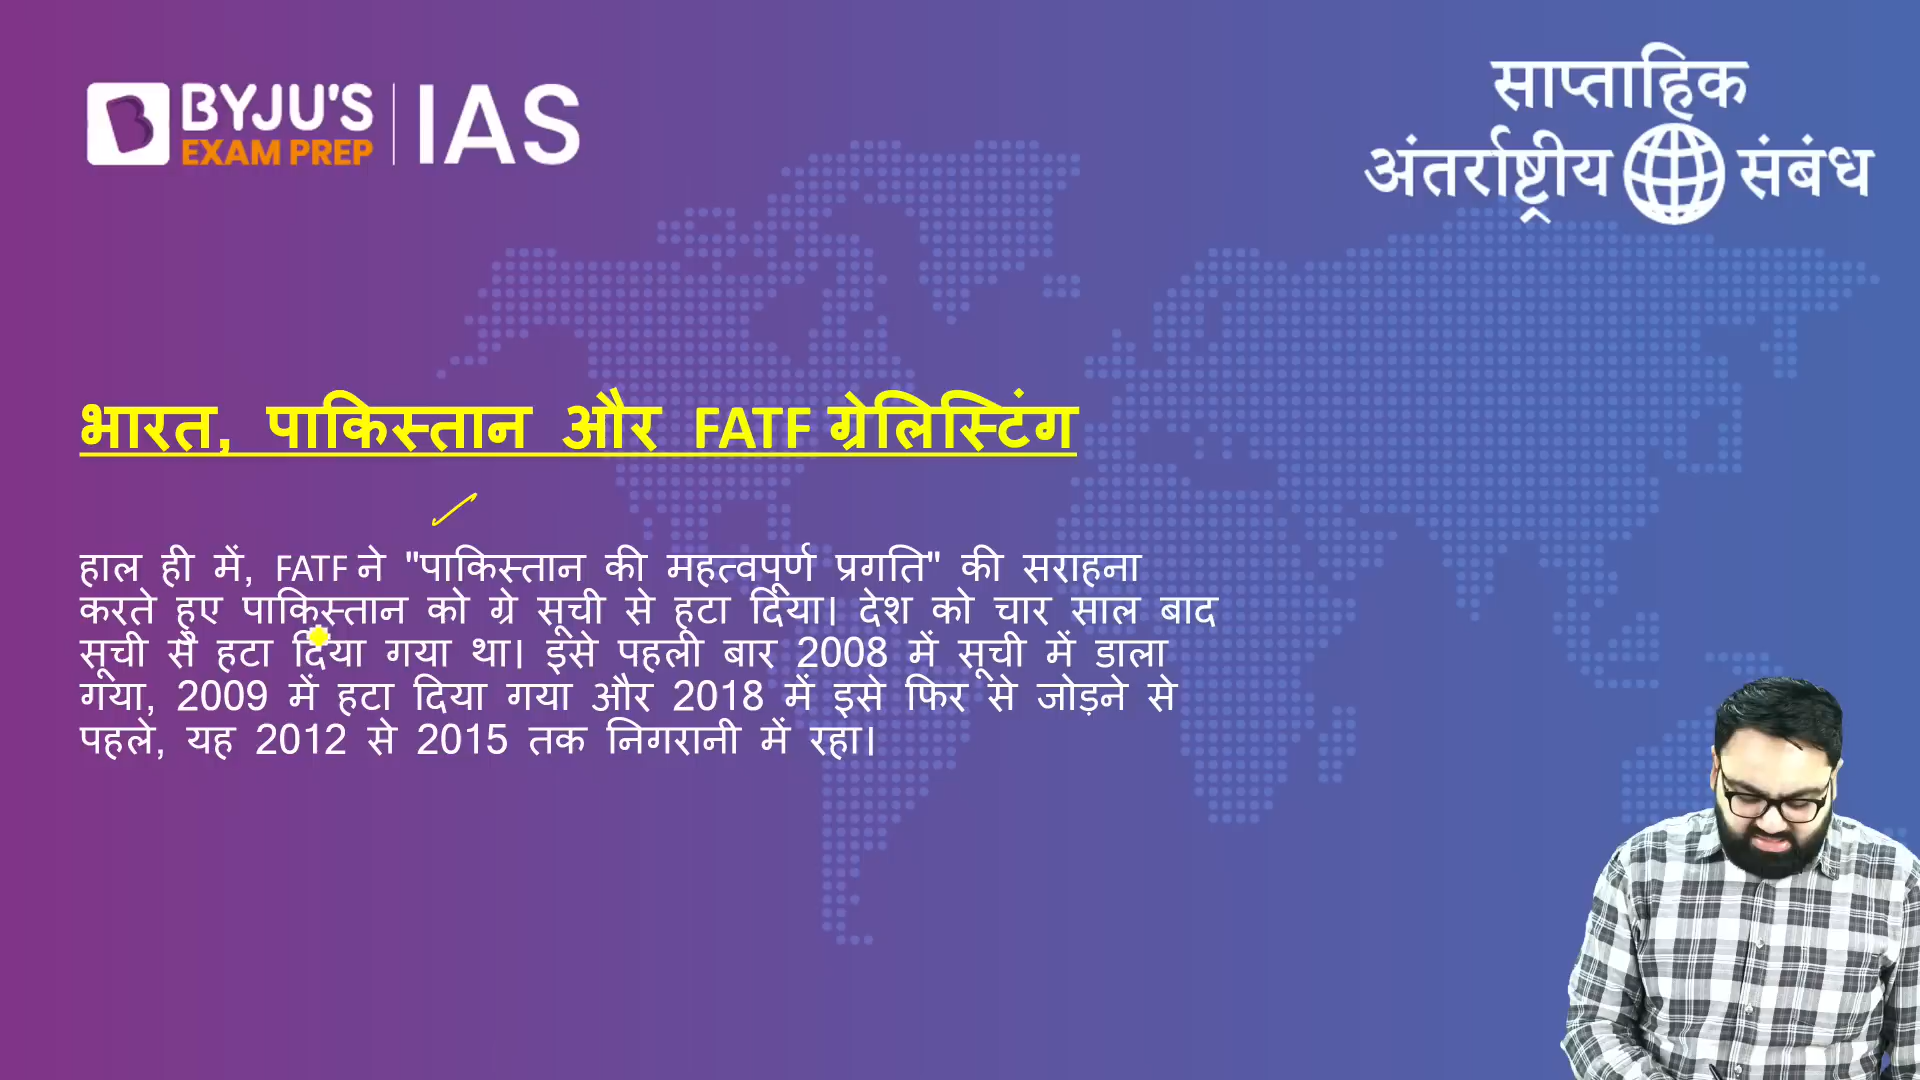 BYJU'S
EXAM PREP
IAS
साप्ताहिक
अंतर्राष्ट्रीय संबंध
भारत, पाकिस्तान और FATF ग्रेलिस्टिंग
हाल ही में, FATF ने "पाकिस्तान की महत्वपूर्ण प्रगति" की सराहना
करते हुए पाकिस्तान को ग्रे सूची से हटा दिया। देश को चार साल बाद
सूची से हटा दिया गया था। इसे पहली बार 2008 में सूची में डाला
गया, 2009 में हटा दिया गया और 2018 में इसे फिर से जोड़ने से
पहले, यह 2012 से 2015 तक निगरानी में रहा।